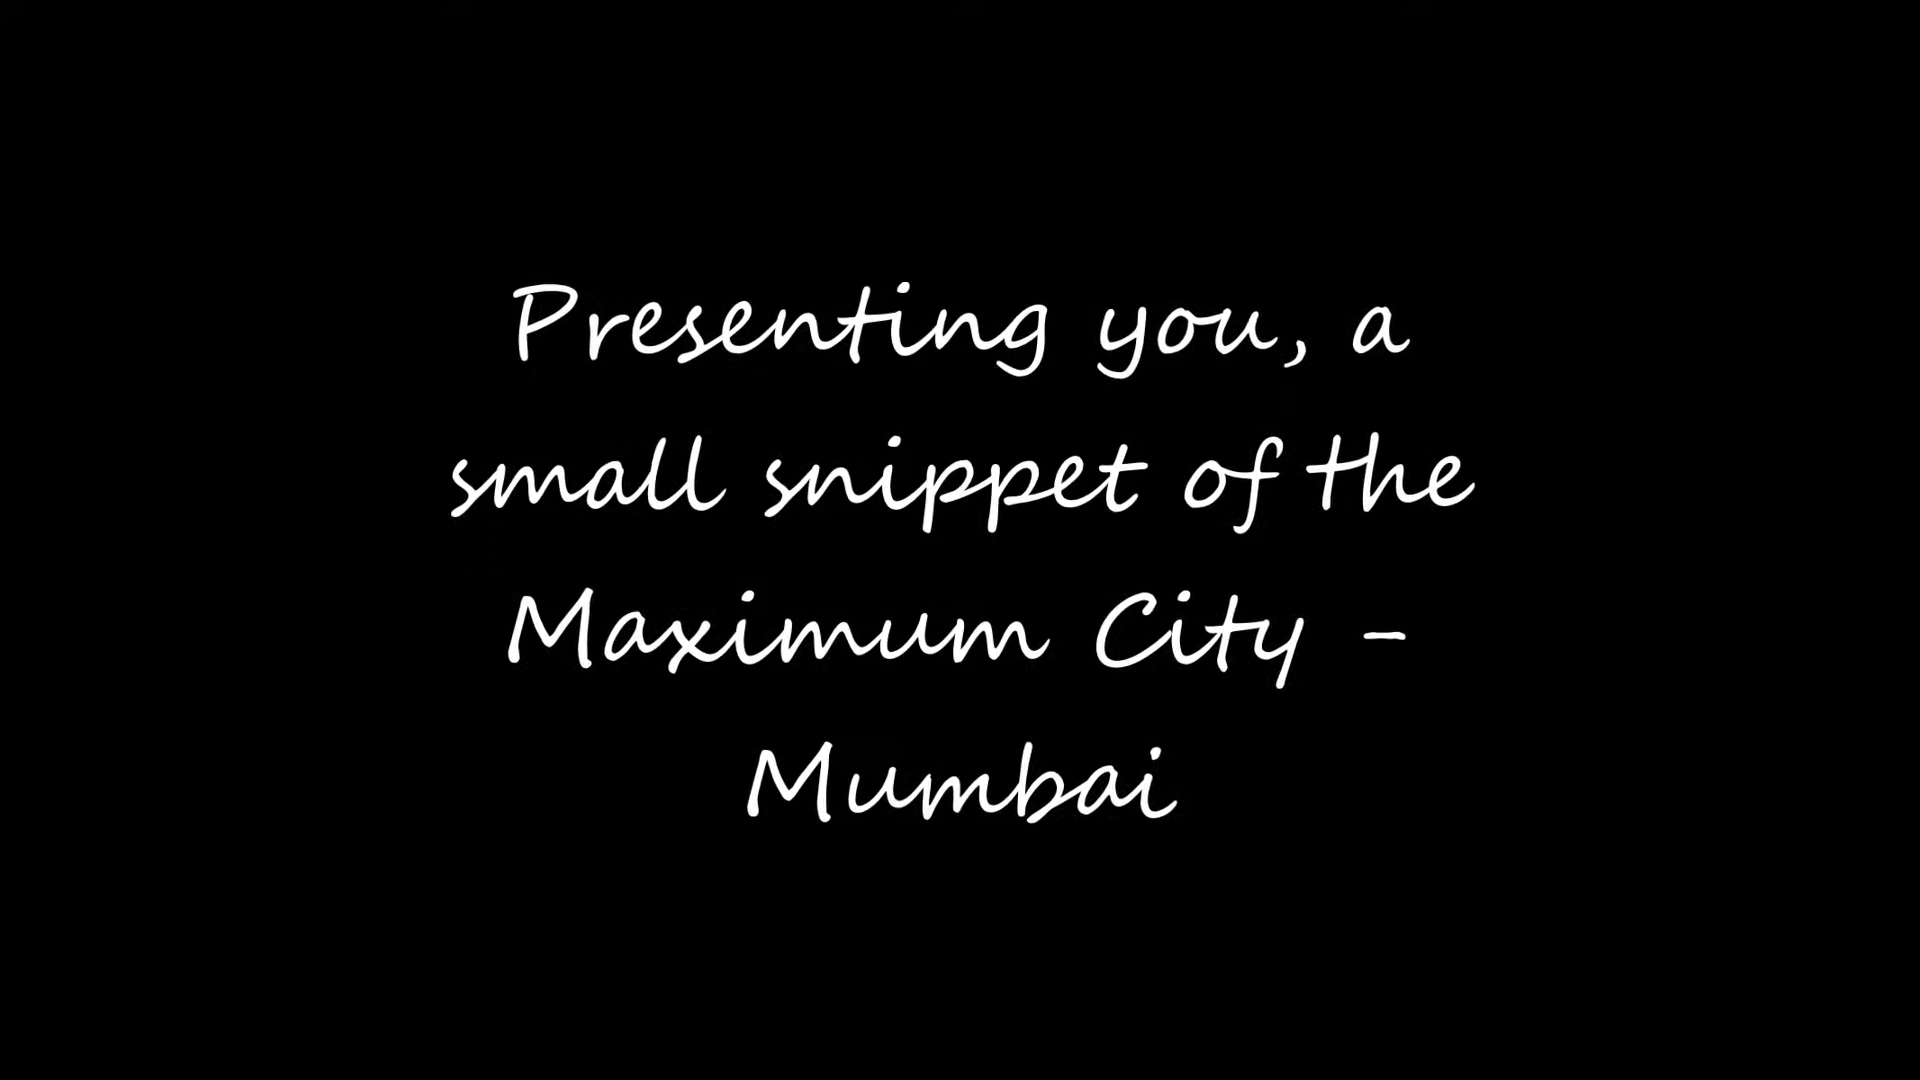 Presenting you, a
small snippet of the
Maximum City -
Mumbai